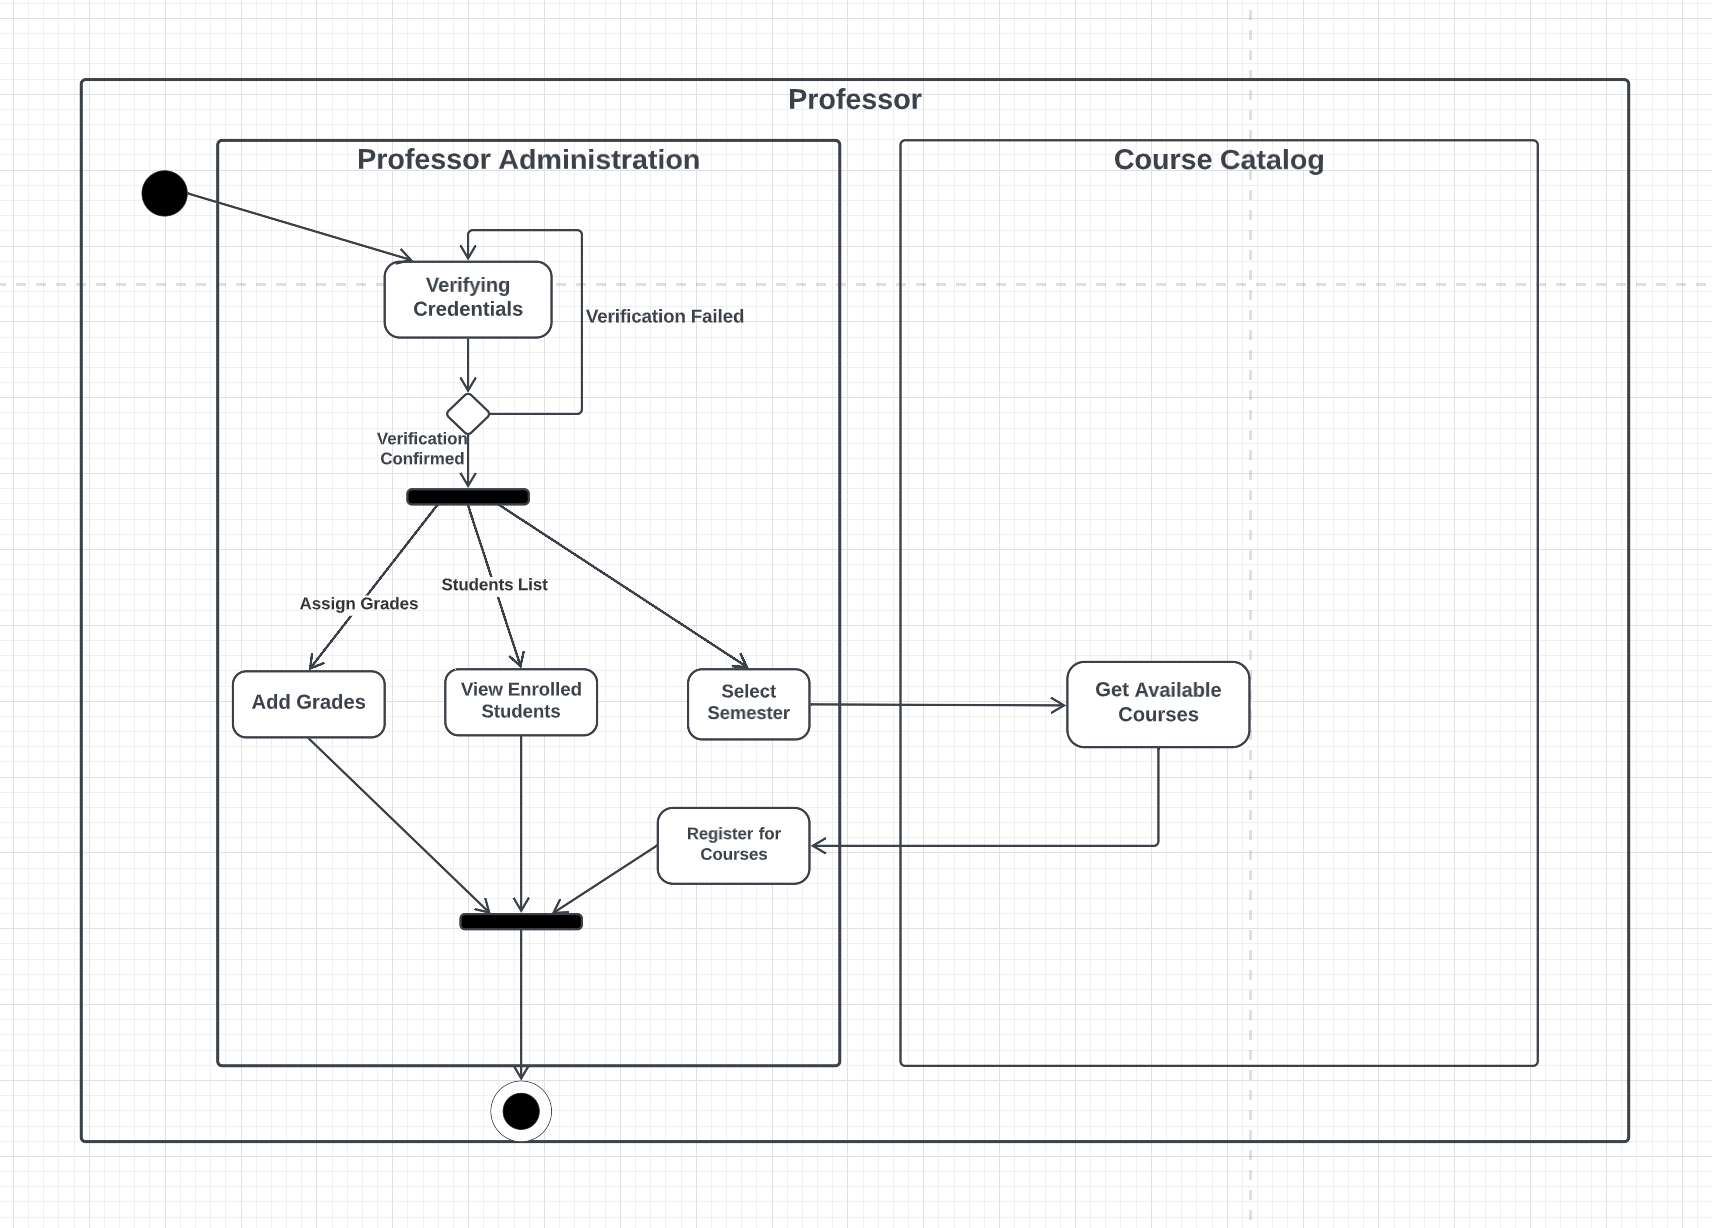 Professor
Professor Administration
Course Catalog
Verifying
Credentials
Verification Failed
Verification
Confirmed
Students List
Assign Grades
Add Grades
View Enrolled
Students
Select
Semester
Get Available
Courses
Register for
Courses